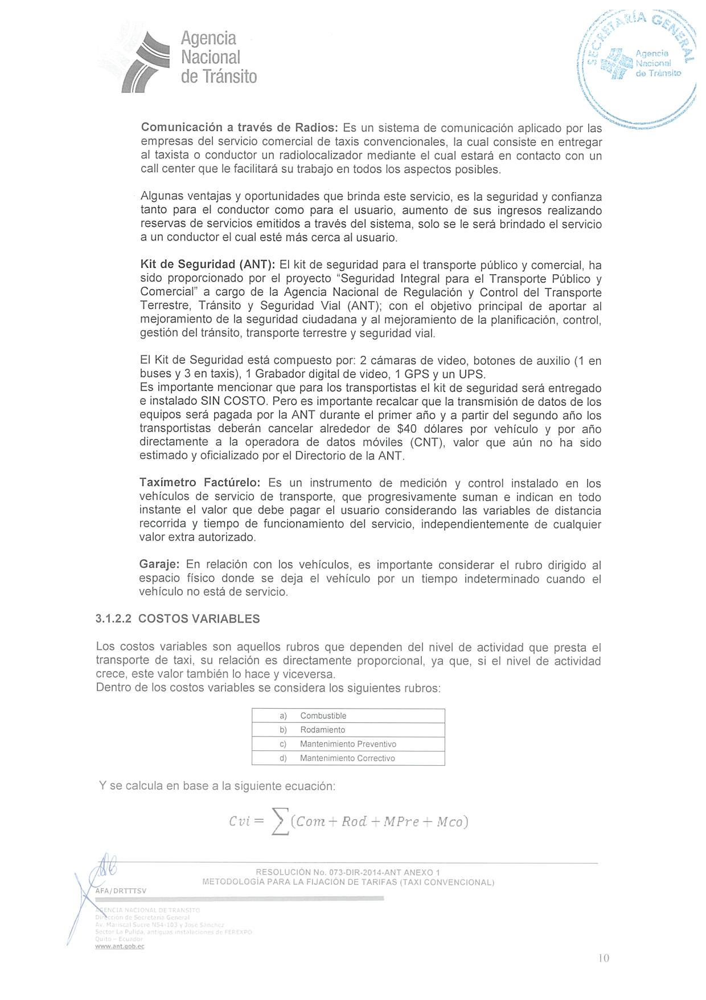 Agencia
Nacional
de Tránsito
SECRETARÍA GENERAL
Agencia
Nacional
de Tránsito
Comunicación a través de Radios: Es un sistema de comunicación aplicado por las
empresas del servicio comercial de taxis convencionales, la cual consiste en entregar
al taxista o conductor un radiolocalizador mediante el cual estará en contacto con un
call center que le facilitará su trabajo en todos los aspectos posibles.
Algunas ventajas y oportunidades que brinda este servicio, es la seguridad y confianza
tanto para el conductor como para el usuario, aumento de sus ingresos realizando
reservas de servicios emitidos a través del sistema, solo se le será brindado el servicio
a un conductor el cual esté más cerca al usuario.
Kit de Seguridad (ANT): El kit de seguridad para el transporte público y comercial, ha
sido proporcionado por el proyecto “Seguridad Integral para el Transporte Público y
Comercial” a cargo de la Agencia Nacional de Regulación y Control del Transporte
Terrestre, Tránsito y Seguridad Vial (ANT); con el objetivo principal de aportar al
mejoramiento de la seguridad ciudadana y al mejoramiento de la planificación, control,
gestión del tránsito, transporte terrestre y seguridad vial.
El Kit de Seguridad está compuesto por: 2 cámaras de video, botones de auxilio (1 en
buses y 3 en taxis), 1 Grabador digital de video, 1 GPS y un UPS.
Es importante mencionar que para los transportistas el kit de seguridad será entregado
e instalado SIN COSTO. Pero es importante recalcar que la transmisión de datos de los
equipos será pagada por la ANT durante el primer año y a partir del segundo año los
transportistas deberán cancelar alrededor de $40 dólares por vehículo y por año
directamente a la operadora de datos móviles (CNT), valor que aún no ha sido
estimado y oficializado por el Directorio de la ANT.
Taxímetro Factúrelo: Es un instrumento de medición y control instalado en los
vehículos de servicio de transporte, que progresivamente suman e indican en todo
instante el valor que debe pagar el usuario considerando las variables de distancia
recorrida y tiempo de funcionamiento del servicio, independientemente de cualquier
valor extra autorizado.
Garaje: En relación con los vehículos, es importante considerar el rubro dirigido al
espacio físico donde se deja el vehículo por un tiempo indeterminado cuando el
vehículo no está de servicio.
3.1.2.2 COSTOS VARIABLES
Los costos variables son aquellos rubros que dependen del nivel de actividad que presta el
transporte de taxi, su relación es directamente proporcional, ya que, si el nivel de actividad
crece, este valor también lo hace y viceversa.
Dentro de los costos variables se considera los siguientes rubros:
a) Combustible
b) Rodamiento
c) Mantenimiento Preventivo
d) Mantenimiento Correctivo
Y se calcula en base a la siguiente ecuación:
Cvi = ∑(Com + Rod + MPre + Mco)
RESOLUCIÓN No. 073-DIR-2014-ANT ANEXO 1
METODOLOGÍA PARA LA FIJACIÓN DE TARIFAS (TAXI CONVENCIONAL)
AFA/DRTTTSV
AGENCIA NACIONAL DE TRANSITO
Dirección de Secretaría General
Av. Mariscal Sucre N54-103 y José Sánchez
Sector La Pulida, antiguas instalaciones de FEREXPO
Quito – Ecuador
www.ant.gob.ec
10